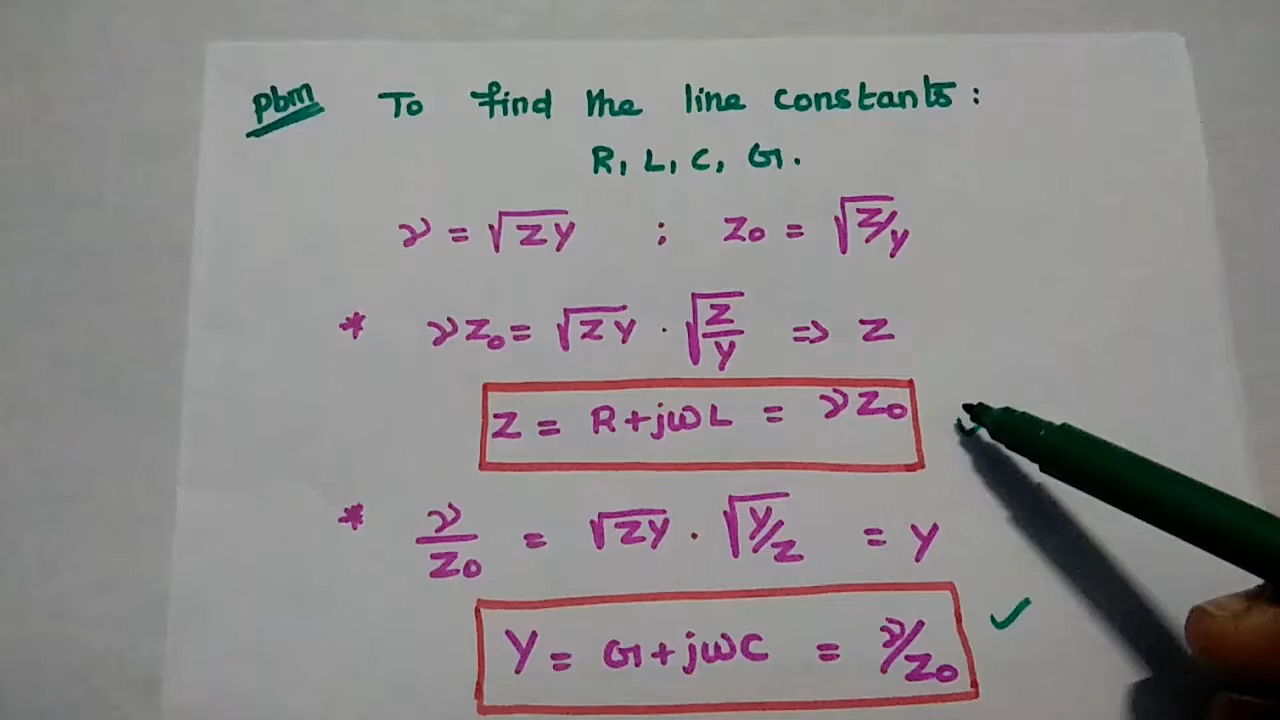 Pbm To find the line constants:
R, L, C, G.
γ = √ZY ; Z₀ = √Z/Y
* γZ₀ = √ZY · √Z/Y => Z
Z = R+jωL = γZ₀
* γ/Z₀ = √ZY · √Y/Z = Y
Y = G+jωC = γ/Z₀ ✓